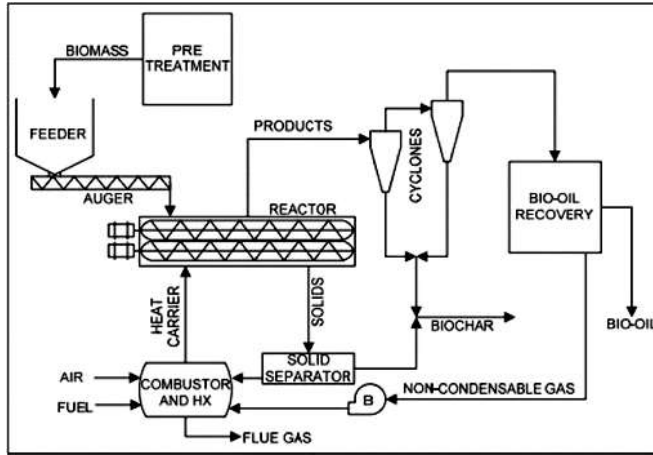 PRE
TREATMENT
BIOMASS
FEEDER
AUGER
PRODUCTS
CYCLONES
REACTOR
BIO-OIL
RECOVERY
HEAT
CARRIER
SOLIDS
BIOCHAR
BIO-OIL
SOLID
SEPARATOR
AIR
COMBUSTOR
AND HX
FUEL
B
NON-CONDENSABLE GAS
FLUE GAS